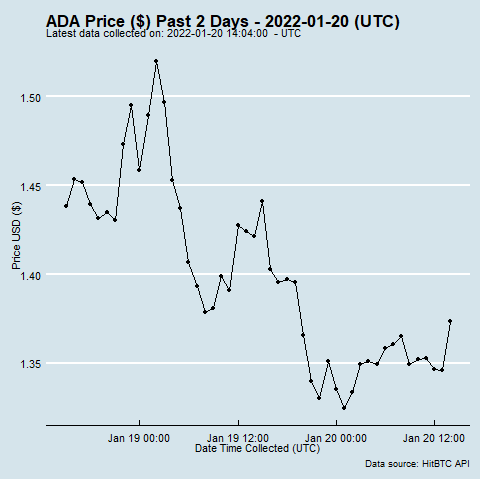 ADA Price ($) Past 2 Days - 2022-01-20 (UTC)
Latest data collected on: 2022-01-20 14:04:00 - UTC
1.50
1.45
1.40
1.35
Price USD ($)
Jan 19 00:00 Jan 19 12:00 Jan 20 00:00 Jan 20 12:00
Date Time Collected (UTC)
Data source: HitBTC API